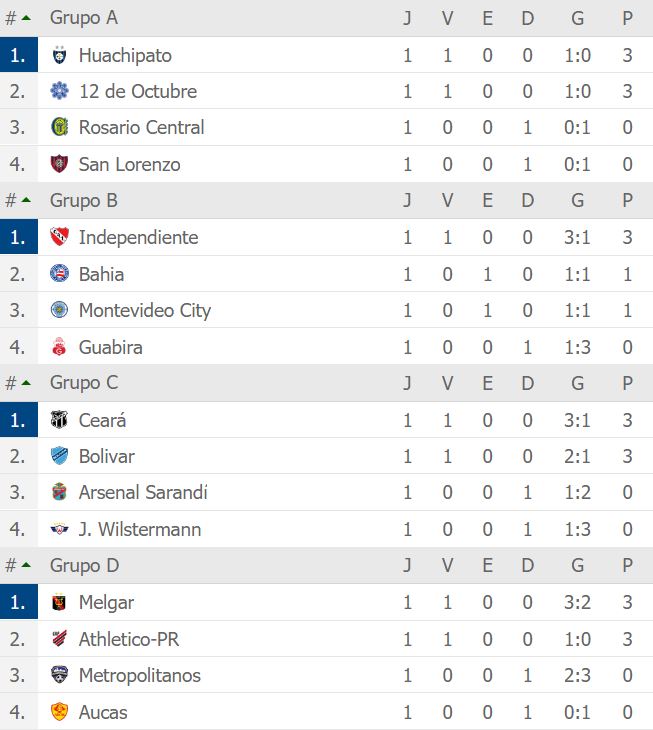 # Grupo A J V E D G P
1. Huachipato 1 1 0 0 1:0 3
2. 12 de Octubre 1 1 0 0 1:0 3
3. Rosario Central 1 0 0 1 0:1 0
4. San Lorenzo 1 0 0 1 0:1 0
# Grupo B J V E D G P
1. Independiente 1 1 0 0 3:1 3
2. Bahia 1 0 1 0 1:1 1
3. Montevideo City 1 0 1 0 1:1 1
4. Guabira 1 0 0 1 1:3 0
# Grupo C J V E D G P
1. Ceará 1 1 0 0 3:1 3
2. Bolivar 1 1 0 0 2:1 3
3. Arsenal Sarandí 1 0 0 1 1:2 0
4. J. Wilstermann 1 0 0 1 1:3 0
# Grupo D J V E D G P
1. Melgar 1 1 0 0 3:2 3
2. Athletico-PR 1 1 0 0 1:0 3
3. Metropolitanos 1 0 0 1 2:3 0
4. Aucas 1 0 0 1 0:1 0